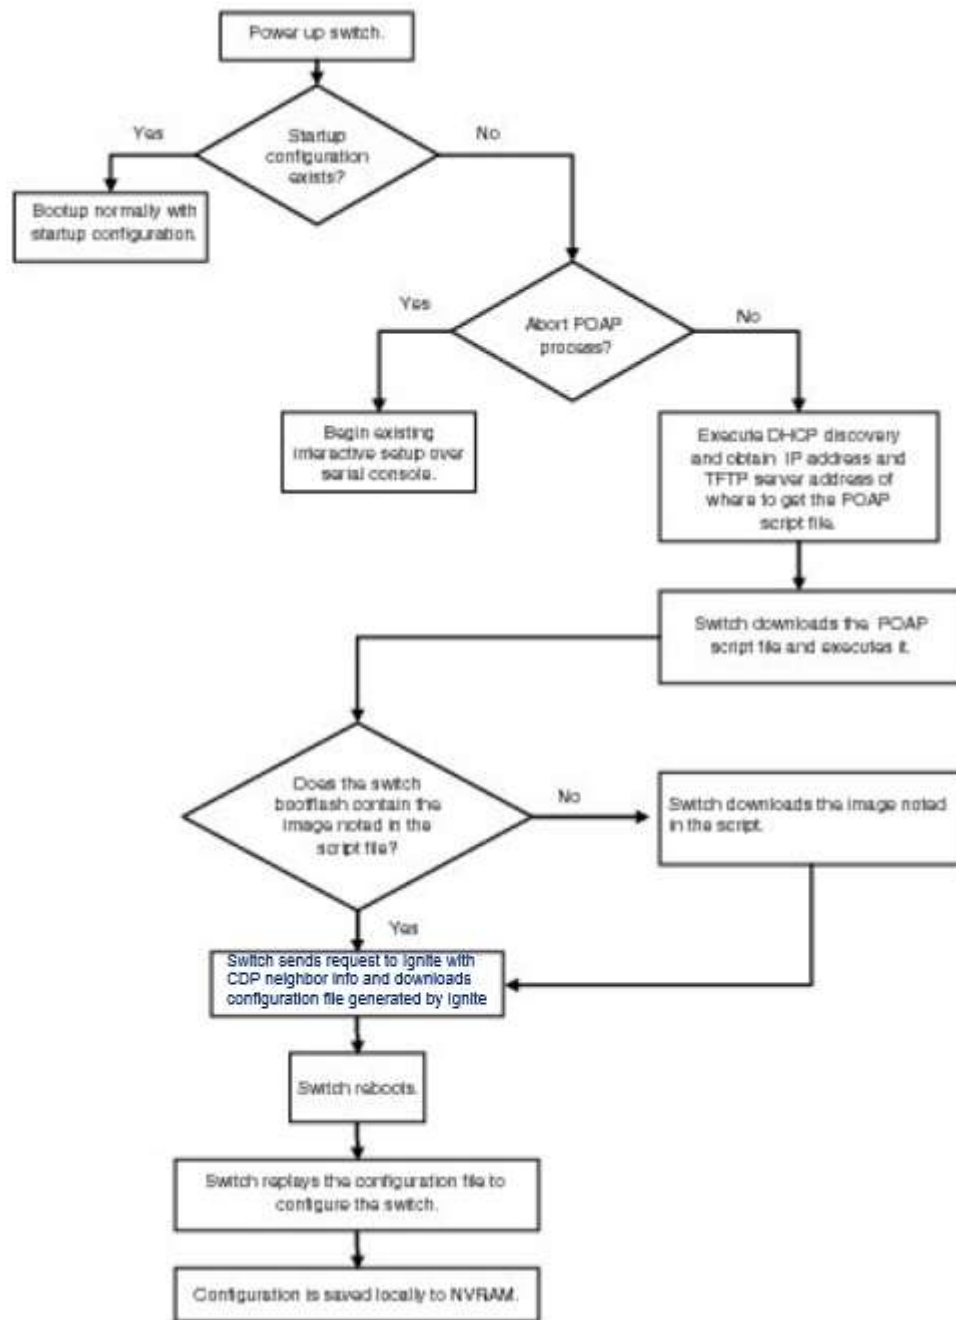 Power up switch.
Yes
No
Startup
configuration
exists?
Bootup normally with
startup configuration.
Yes
No
Abort POAP
process?
Begin existing
interactive setup over
serial console.
Execute DHCP discovery
and obtain IP address and
TFTP server address of
where to get the POAP
script file.
Switch downloads the POAP
script file and executes it.
Does the switch
bootflash contain the
image noted in the
script file?
No
Switch downloads the image noted
in the script.
Yes
Switch sends request to Ignite with
CDP neighbor info and downloads
configuration file generated by Ignite
Switch reboots.
Switch replays the configuration file to
configure the switch.
Configuration is saved locally to NVRAM.